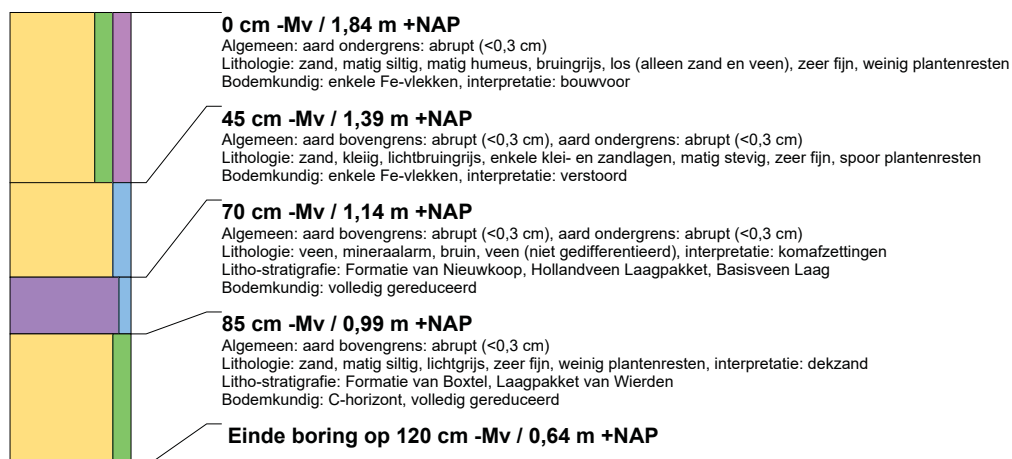 0 cm -Mv / 1,84 m +NAP
Algemeen: aard ondergrens: abrupt (<0,3 cm)
Lithologie: zand, matig siltig, matig humeus, bruingrijs, los (alleen zand en veen), zeer fijn, weinig plantenresten
Bodemkundig: enkele Fe-vlekken, interpretatie: bouwvoor
45 cm -Mv / 1,39 m +NAP
Algemeen: aard bovengrens: abrupt (<0,3 cm), aard ondergrens: abrupt (<0,3 cm)
Lithologie: zand, kleiig, lichtbruingrijs, enkele klei- en zandlagen, matig stevig, zeer fijn, spoor plantenresten
Bodemkundig: enkele Fe-vlekken, interpretatie: verstoord
70 cm -Mv / 1,14 m +NAP
Algemeen: aard bovengrens: abrupt (<0,3 cm), aard ondergrens: abrupt (<0,3 cm)
Lithologie: veen, mineraalarm, bruin, veen (niet gedifferentieerd), interpretatie: komafzettingen
Litho-stratigrafie: Formatie van Nieuwkoop, Hollandveen Laagpakket, Basisveen Laag
Bodemkundig: volledig gereduceerd
85 cm -Mv / 0,99 m +NAP
Algemeen: aard bovengrens: abrupt (<0,3 cm)
Lithologie: zand, matig siltig, lichtgrijs, zeer fijn, weinig plantenresten, interpretatie: dekzand
Litho-stratigrafie: Formatie van Boxtel, Laagpakket van Wierden
Bodemkundig: C-horizont, volledig gereduceerd
Einde boring op 120 cm -Mv / 0,64 m +NAP